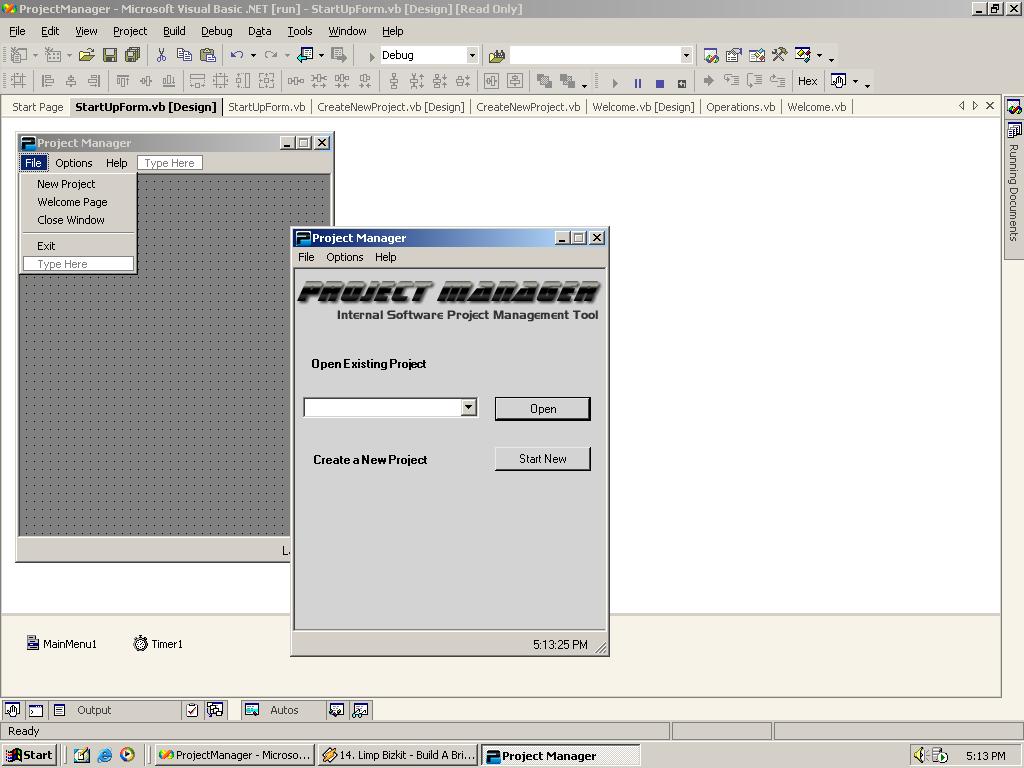 ProjectManager - Microsoft Visual Basic .NET [run] - StartUpForm.vb [Design] [Read Only]
File Edit View Project Build Debug Data Tools Window Help
Debug
Hex
Start Page StartUpForm.vb [Design] StartUpForm.vb CreateNewProject.vb [Design] CreateNewProject.vb Welcome.vb [Design] Operations.vb Welcome.vb
Running Documents
Project Manager
File Options Help Type Here
New Project
Welcome Page
Close Window
Exit
Type Here
Project Manager
File Options Help
PROJECT MANAGER
Internal Software Project Management Tool
Open Existing Project
Open
Create a New Project Start New
5:13:25 PM
MainMenu1 Timer1
Output Autos
Ready
Start ProjectManager - Microso... 14. Limp Bizkit - Build A Bri... Project Manager 5:13 PM